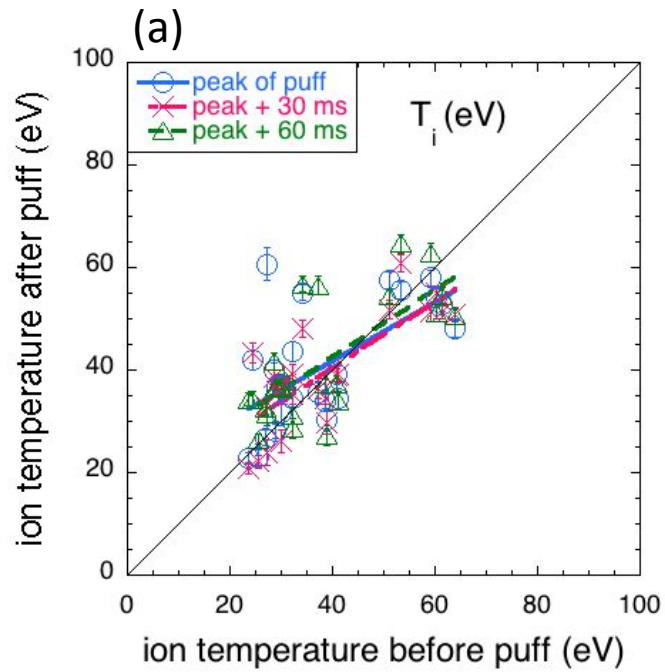 (a)
100
80
60
40
20
0
ion temperature after puff (eV)
peak of puff
peak + 30 ms
peak + 60 ms
T_i (eV)
0 20 40 60 80 100
ion temperature before puff (eV)